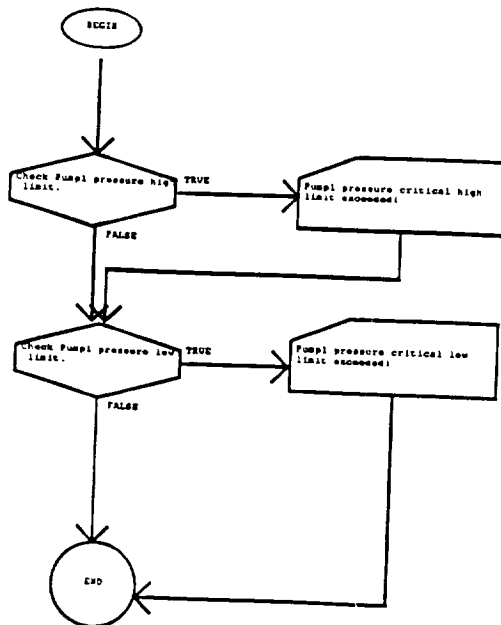 BEGIN
Check Pump1 pressure high
limit.
TRUE
Pump1 pressure critical high
limit exceeded!
FALSE
Check Pump1 pressure low
limit.
TRUE
Pump1 pressure critical low
limit exceeded!
FALSE
END